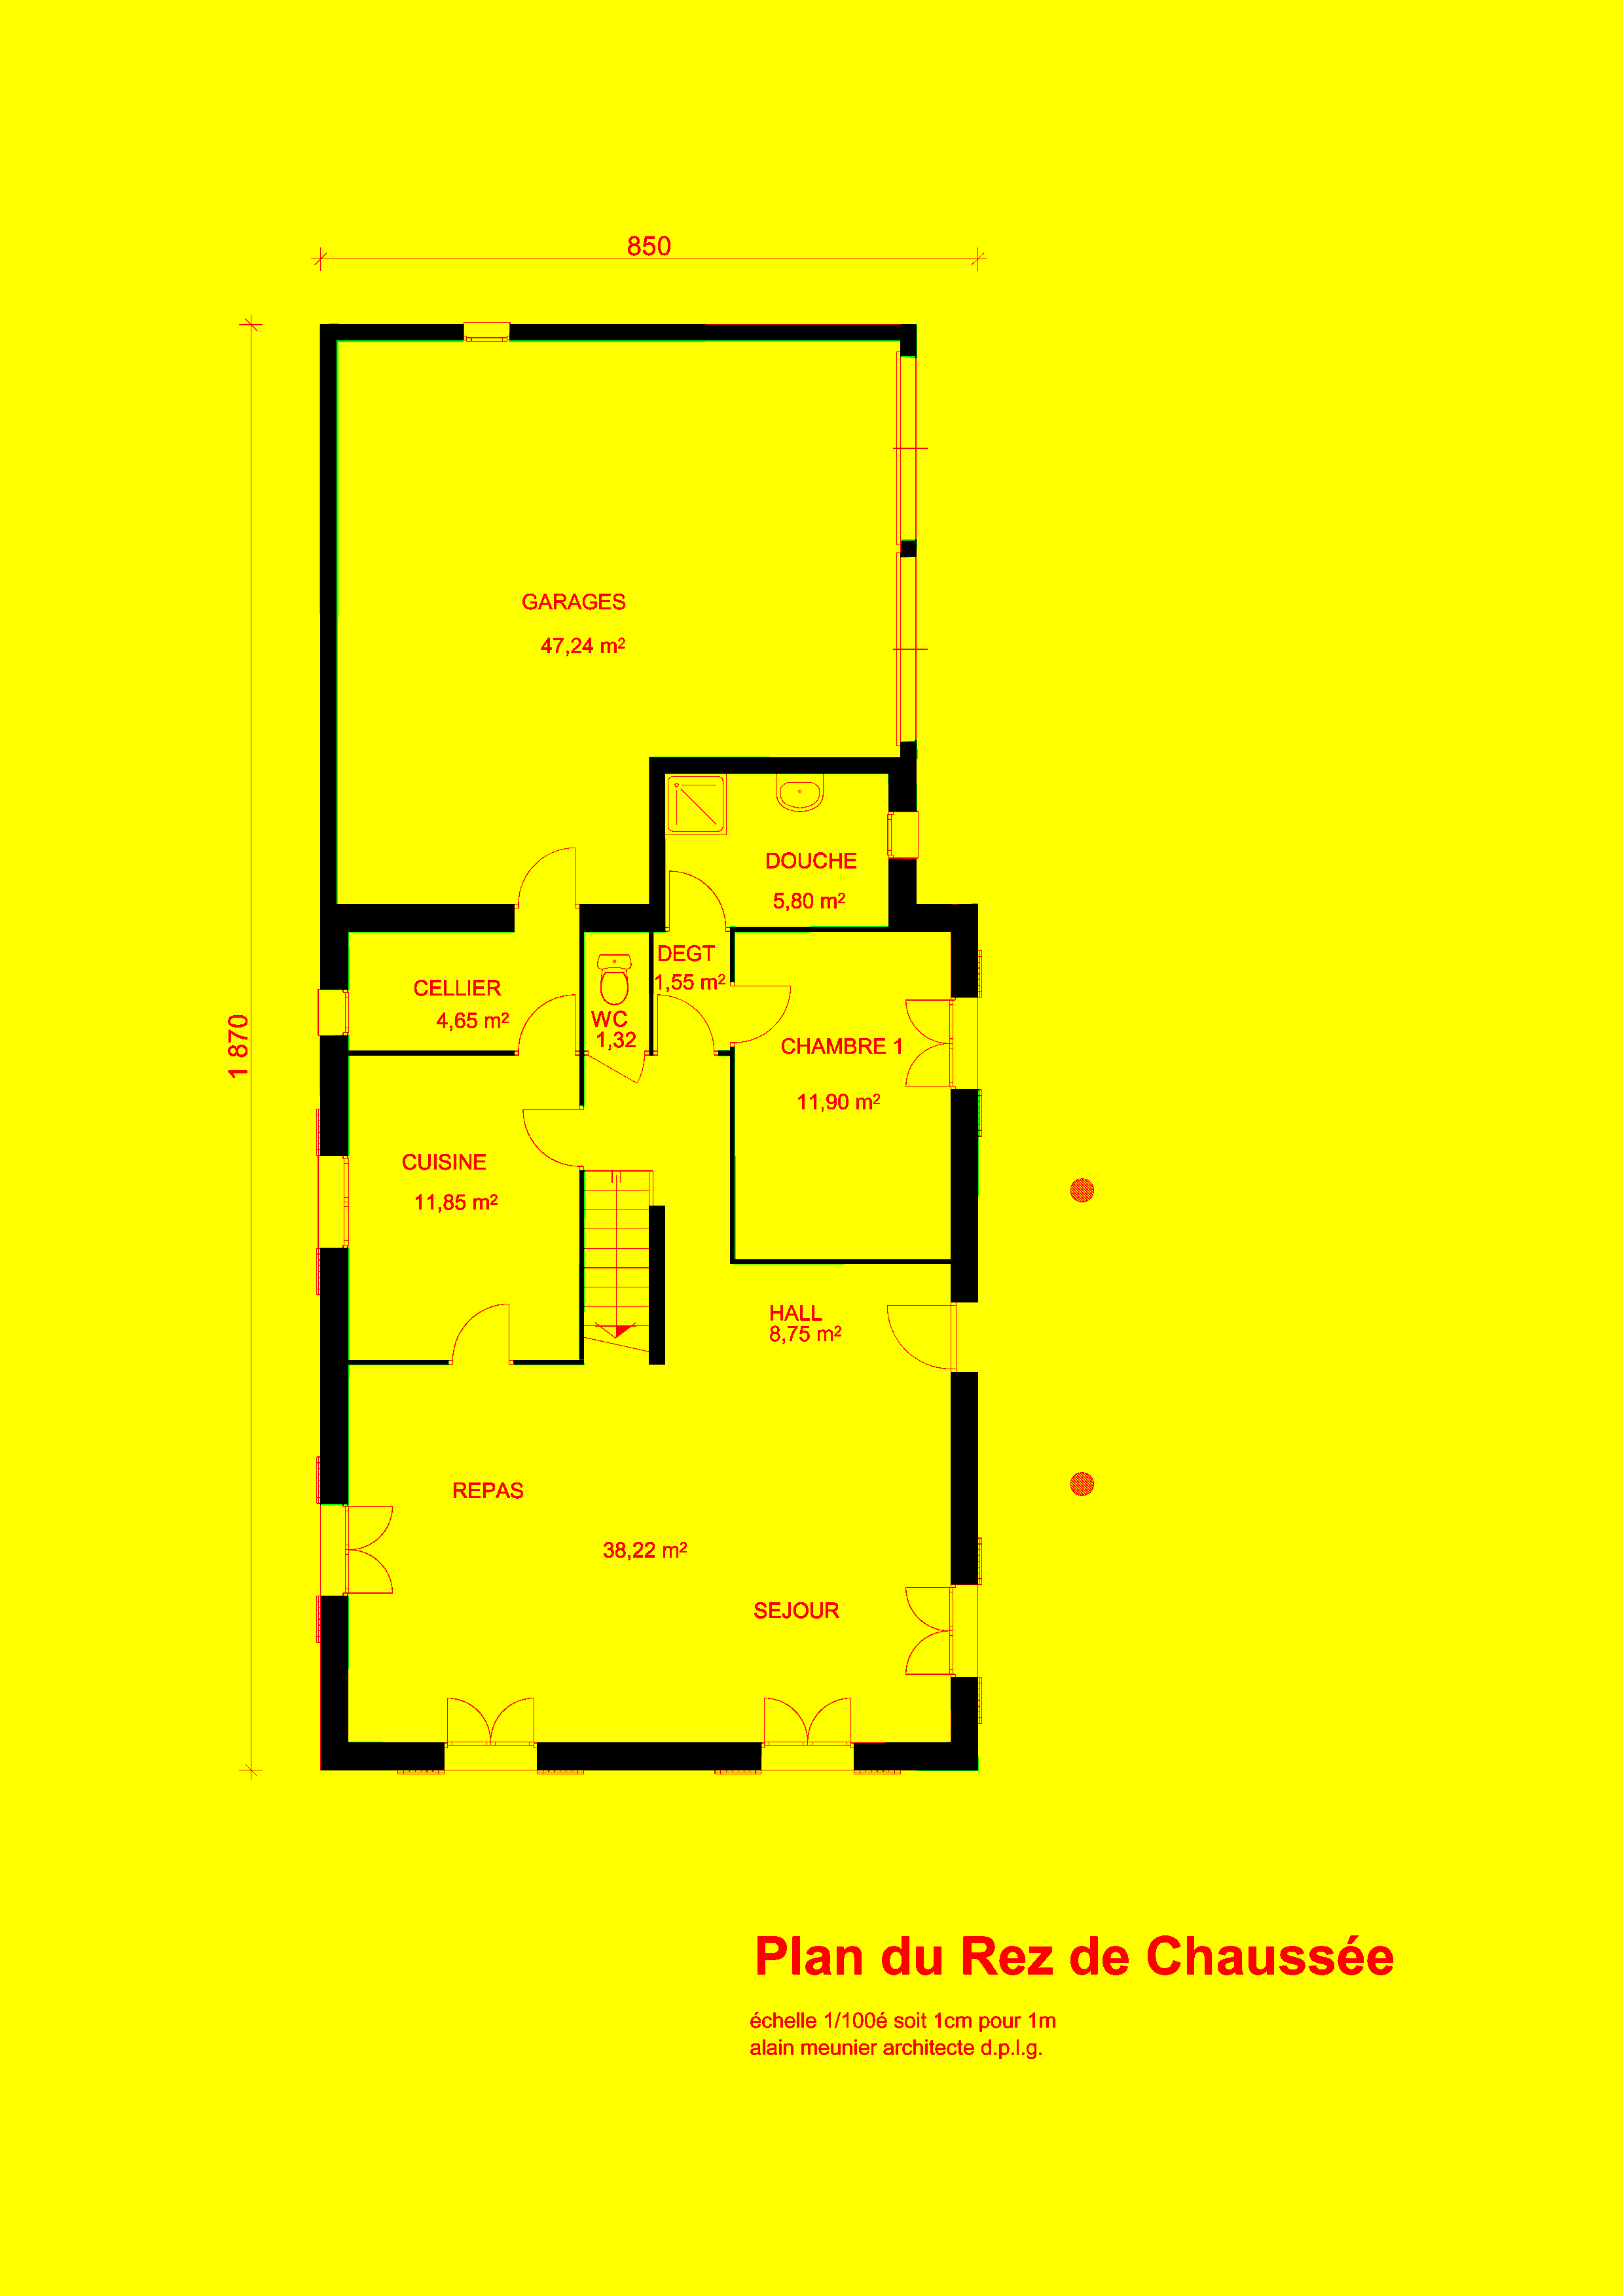 850
GARAGES
47,24 m²
DOUCHE
5,80 m²
DEGT
1,55 m²
CELLIER
4,65 m²
WC
1,32
1 870
CHAMBRE 1
11,90 m²
CUISINE
11,85 m²
HALL
8,75 m²
REPAS
38,22 m²
SEJOUR
Plan du Rez de Chaussée
échelle 1/100é soit 1cm pour 1m
alain meunier architecte d.p.l.g.